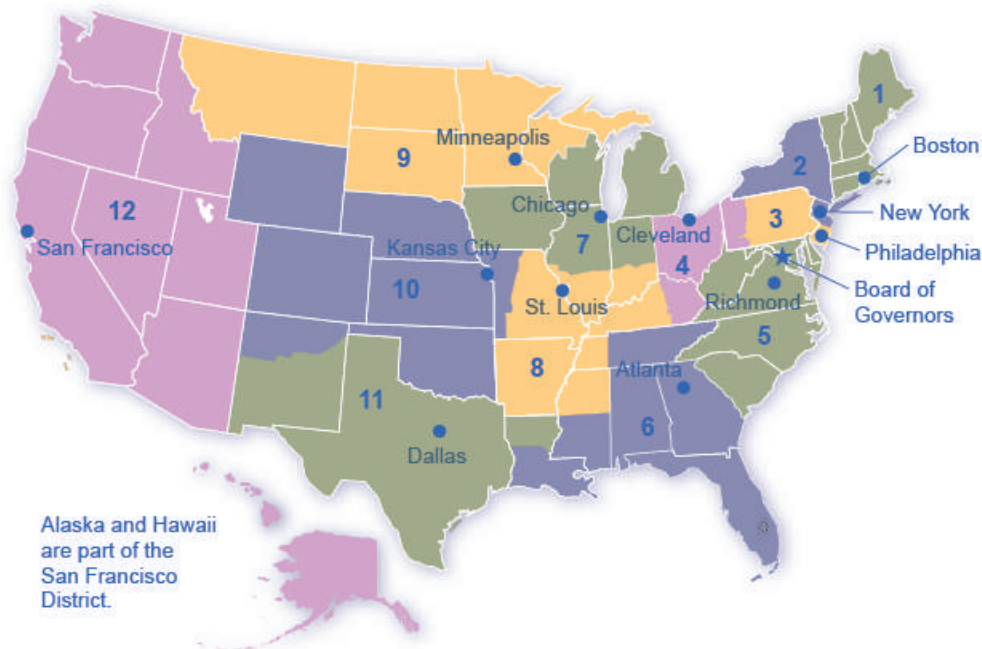 1
Boston
2
Minneapolis
9
New York
12
Chicago
3
San Francisco
7
Cleveland
Philadelphia
Kansas City
4
10
St. Louis
Richmond
Board of
Governors
5
8
Atlanta
11
6
Dallas
Alaska and Hawaii
are part of the
San Francisco
District.